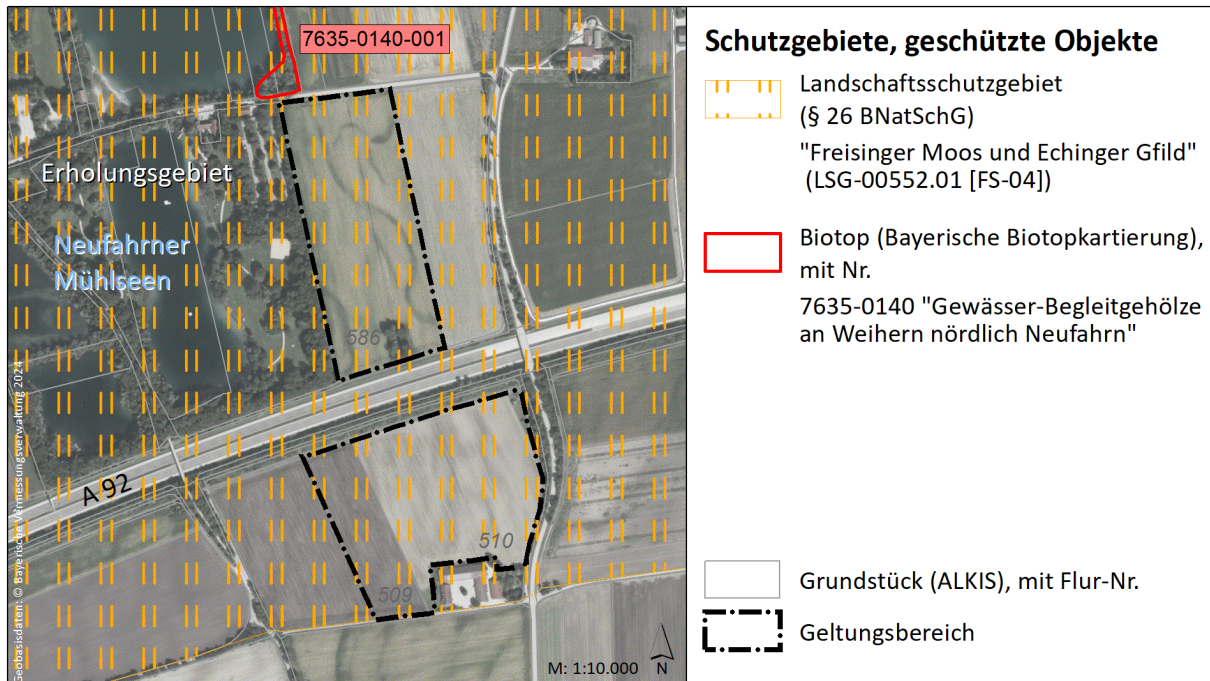 7635-0140-001
Erholungsgebiet
Neufahrner
Mühlseen
586
A 92
510
509
Geobasisdaten: © Bayerische Vermessungsverwaltung 2024
M: 1:10.000
N
Schutzgebiete, geschützte Objekte
Landschaftsschutzgebiet
(§ 26 BNatSchG)
"Freisinger Moos und Echinger Gfild"
(LSG-00552.01 [FS-04])
Biotop (Bayerische Biotopkartierung),
mit Nr.
7635-0140 "Gewässer-Begleitgehölze
an Weihern nördlich Neufahrn"
Grundstück (ALKIS), mit Flur-Nr.
Geltungsbereich